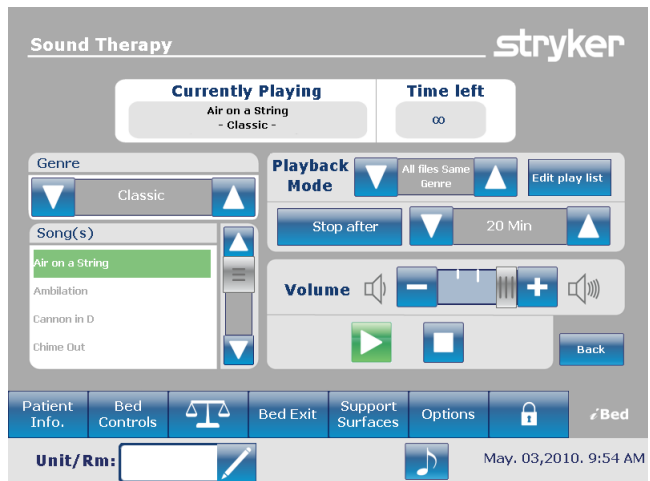 Sound Therapy
stryker
Currently Playing
Time left
Air on a String
- Classic -
∞
Genre
Classic
Playback
Mode
All files Same
Genre
Edit play list
Stop after
20 Min
Song(s)
Air on a String
Ambilation
Cannon in D
Chime Out
Volume
Back
Patient
Info.
Bed
Controls
Bed Exit
Support
Surfaces
Options
iBed
Unit/Rm:
May. 03,2010. 9:54 AM